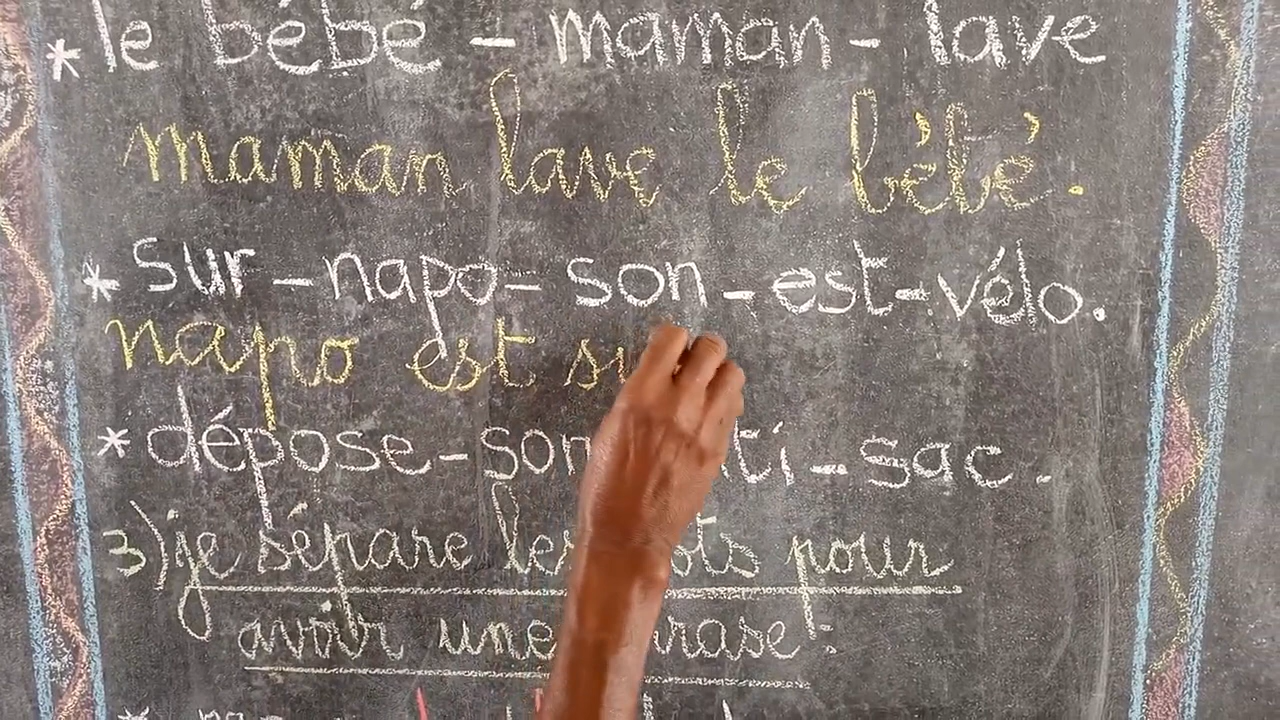 * le bébé - maman - lave
maman lave le bébé.
* sur - napo - son - est - vélo.
napo est su
* dépose - son ti - sac.
3) je sépare les ots pour
avoir une rase :